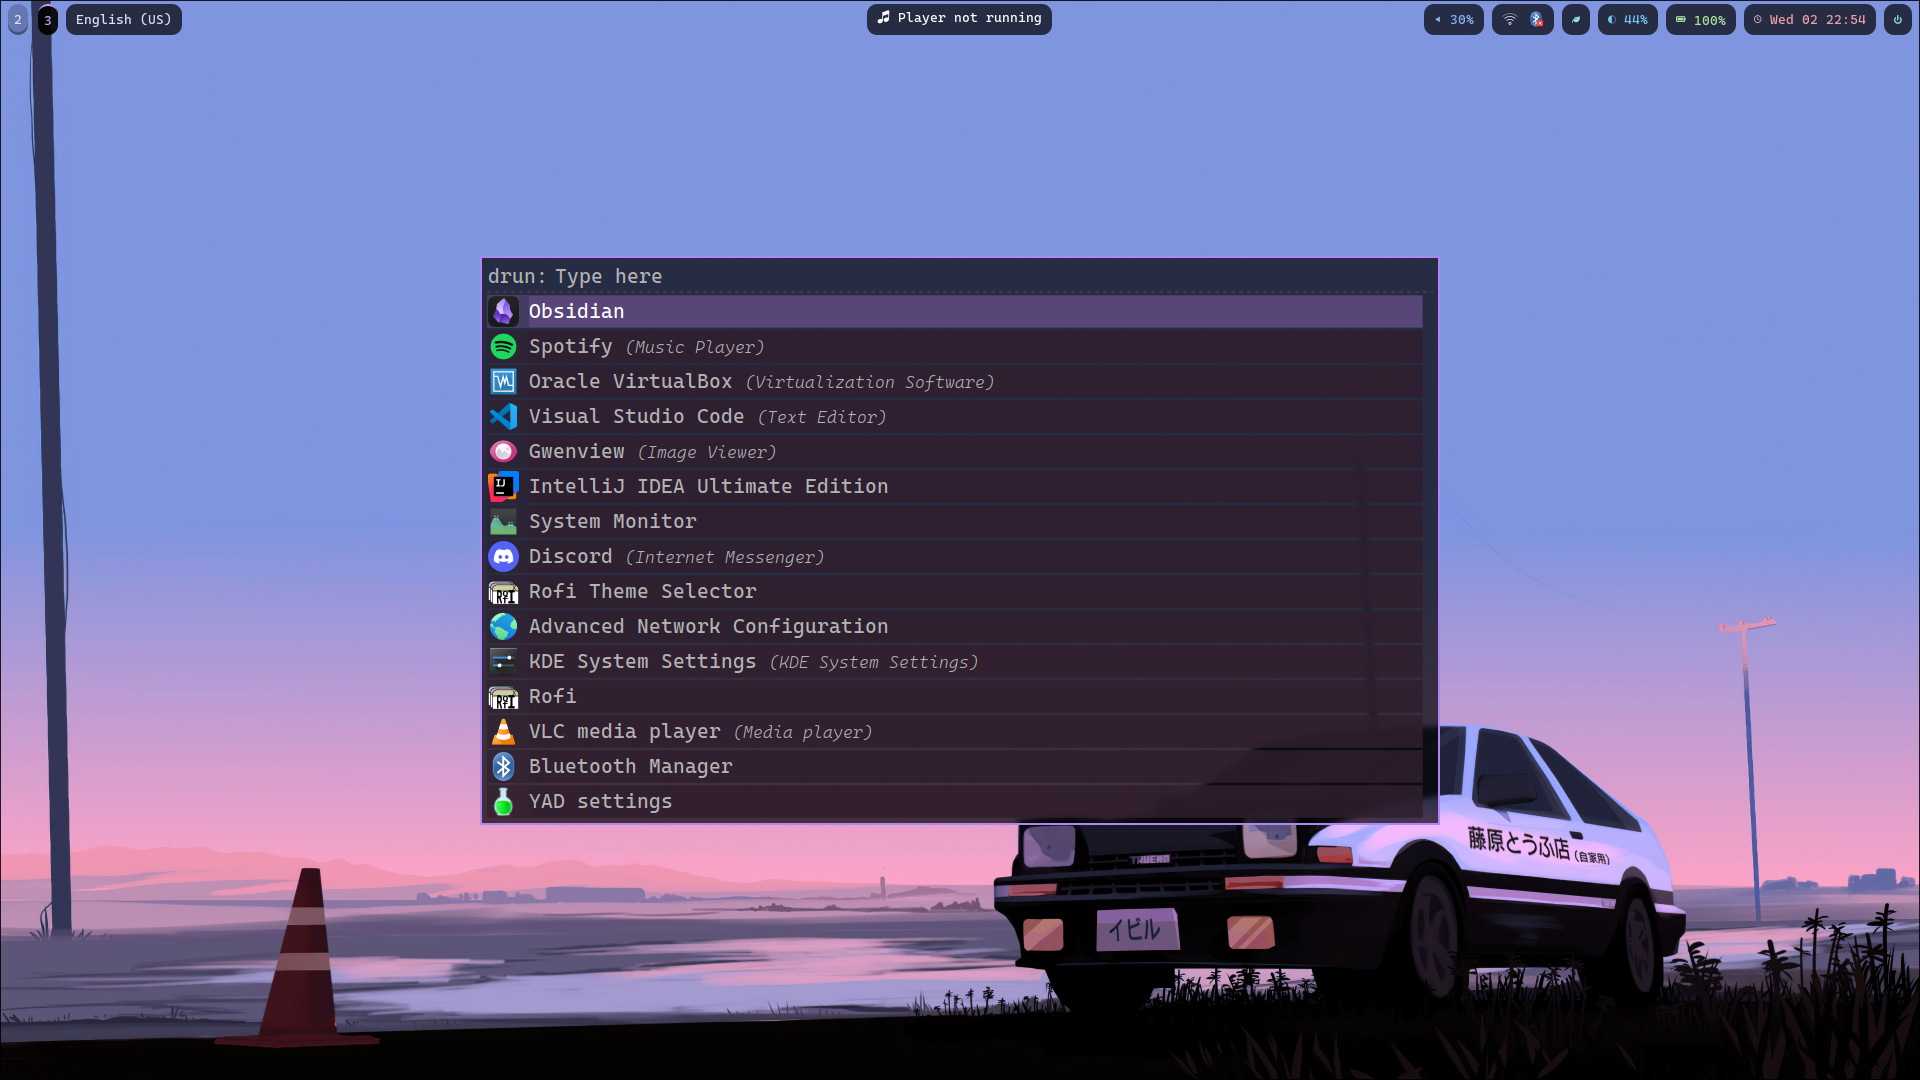 2 3 English (US) Player not running 30% 44% 100% Wed 02 22:54
drun: Type here
Obsidian
Spotify (Music Player)
Oracle VirtualBox (Virtualization Software)
Visual Studio Code (Text Editor)
Gwenview (Image Viewer)
IJ IntelliJ IDEA Ultimate Edition
System Monitor
Discord (Internet Messenger)
RofI Rofi Theme Selector
Advanced Network Configuration
KDE System Settings (KDE System Settings)
RofI Rofi
VLC media player (Media player)
Bluetooth Manager
YAD settings
藤原とうふ店(自家用)
TRUENO
イビル